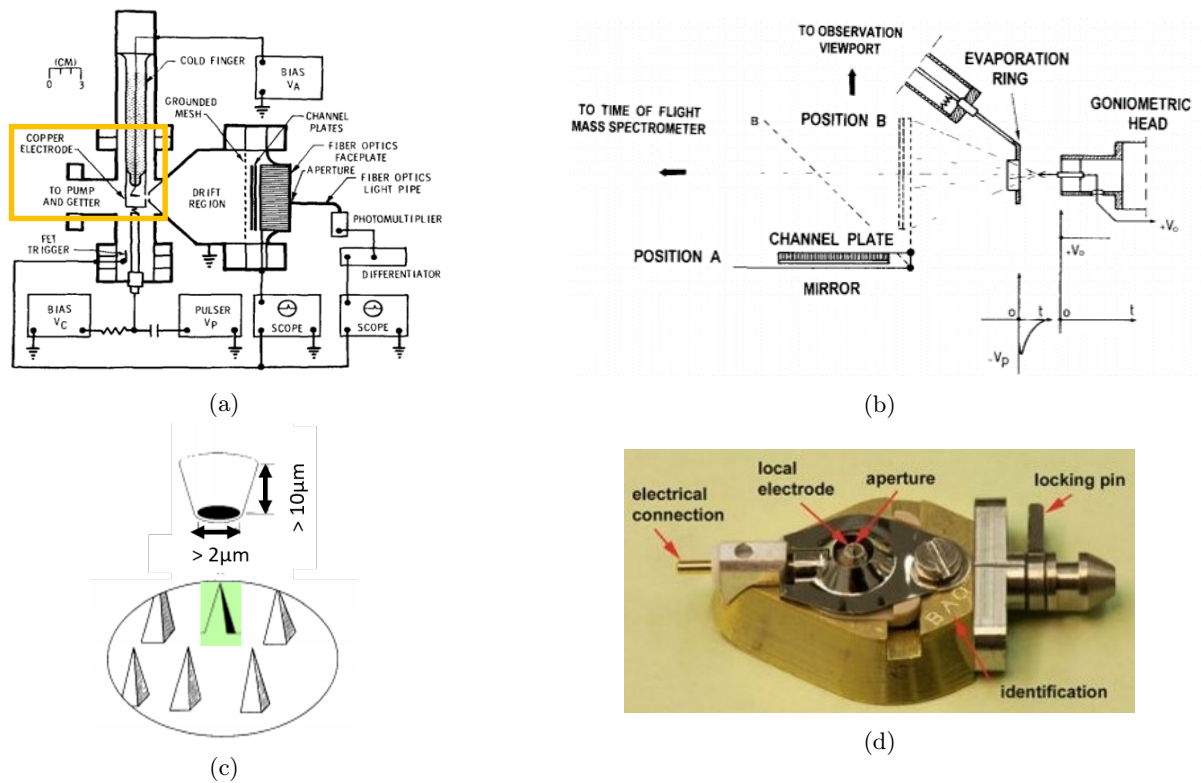 (CM)
0 3
COLD FINGER
BIAS
VA
GROUNDED
MESH
CHANNEL
PLATES
COPPER
ELECTRODE
FIBER OPTICS
FACEPLATE
APERTURE
FIBER OPTICS
LIGHT PIPE
TO PUMP
AND GETTER
DRIFT
REGION
PHOTOMULTIPLIER
FET
TRIGGER
DIFFERENTIATOR
BIAS
VC
PULSER
VP
SCOPE
SCOPE
(a)
TO OBSERVATION
VIEWPORT
EVAPORATION
RING
GONIOMETRIC
HEAD
TO TIME OF FLIGHT
MASS SPECTROMETER
B
POSITION B
+Vo
+Vo
CHANNEL PLATE
POSITION A
MIRROR
o t o t
-Vp
(b)
> 10μm
> 2μm
(c)
local
electrode
aperture
locking pin
electrical
connection
BAO
identification
(d)